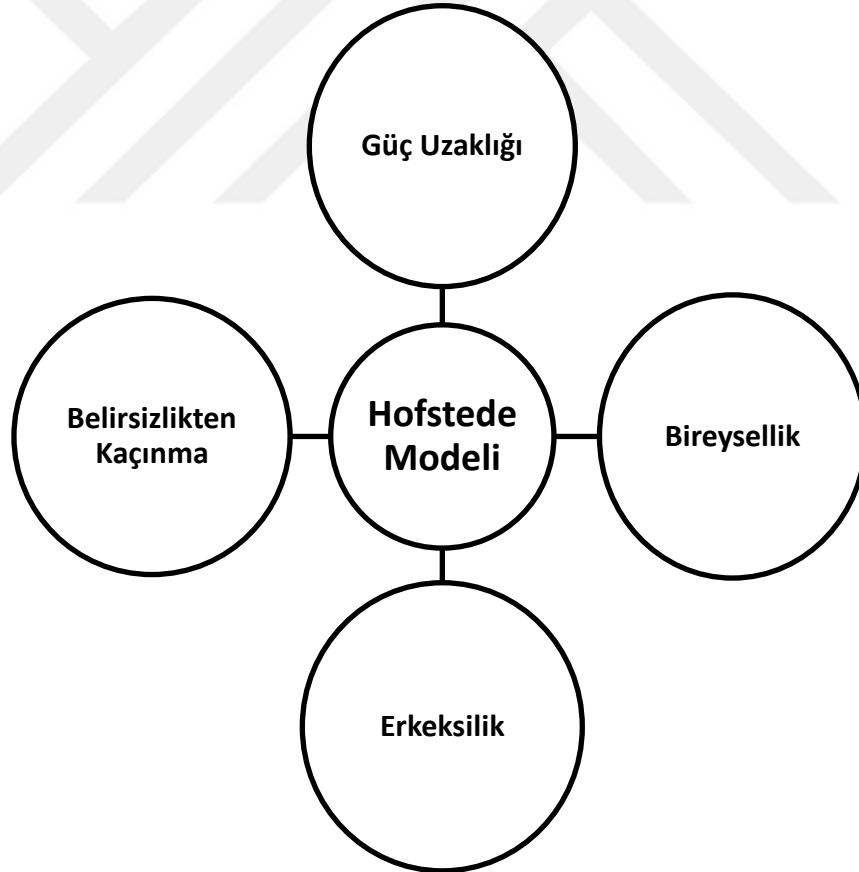 Güç Uzaklığı
Belirsizlikten
Kaçınma
Hofstede
Modeli
Bireysellik
Erkeksilik